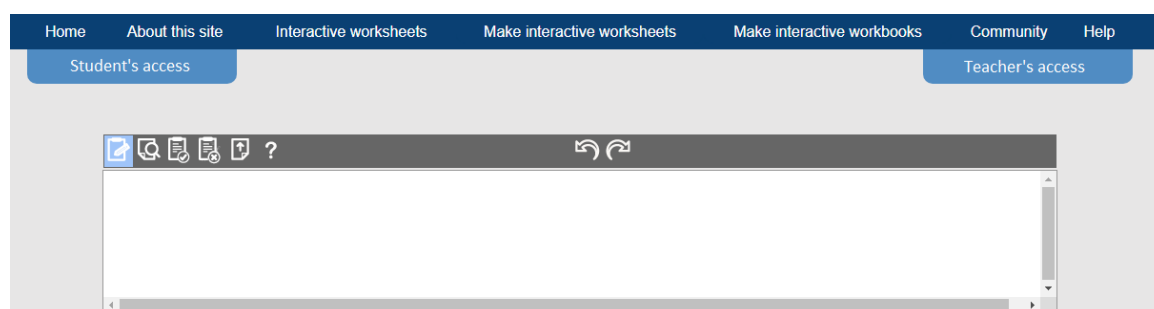 Home About this site Interactive worksheets Make interactive worksheets Make interactive workbooks Community Help
Student's access Teacher's access
?